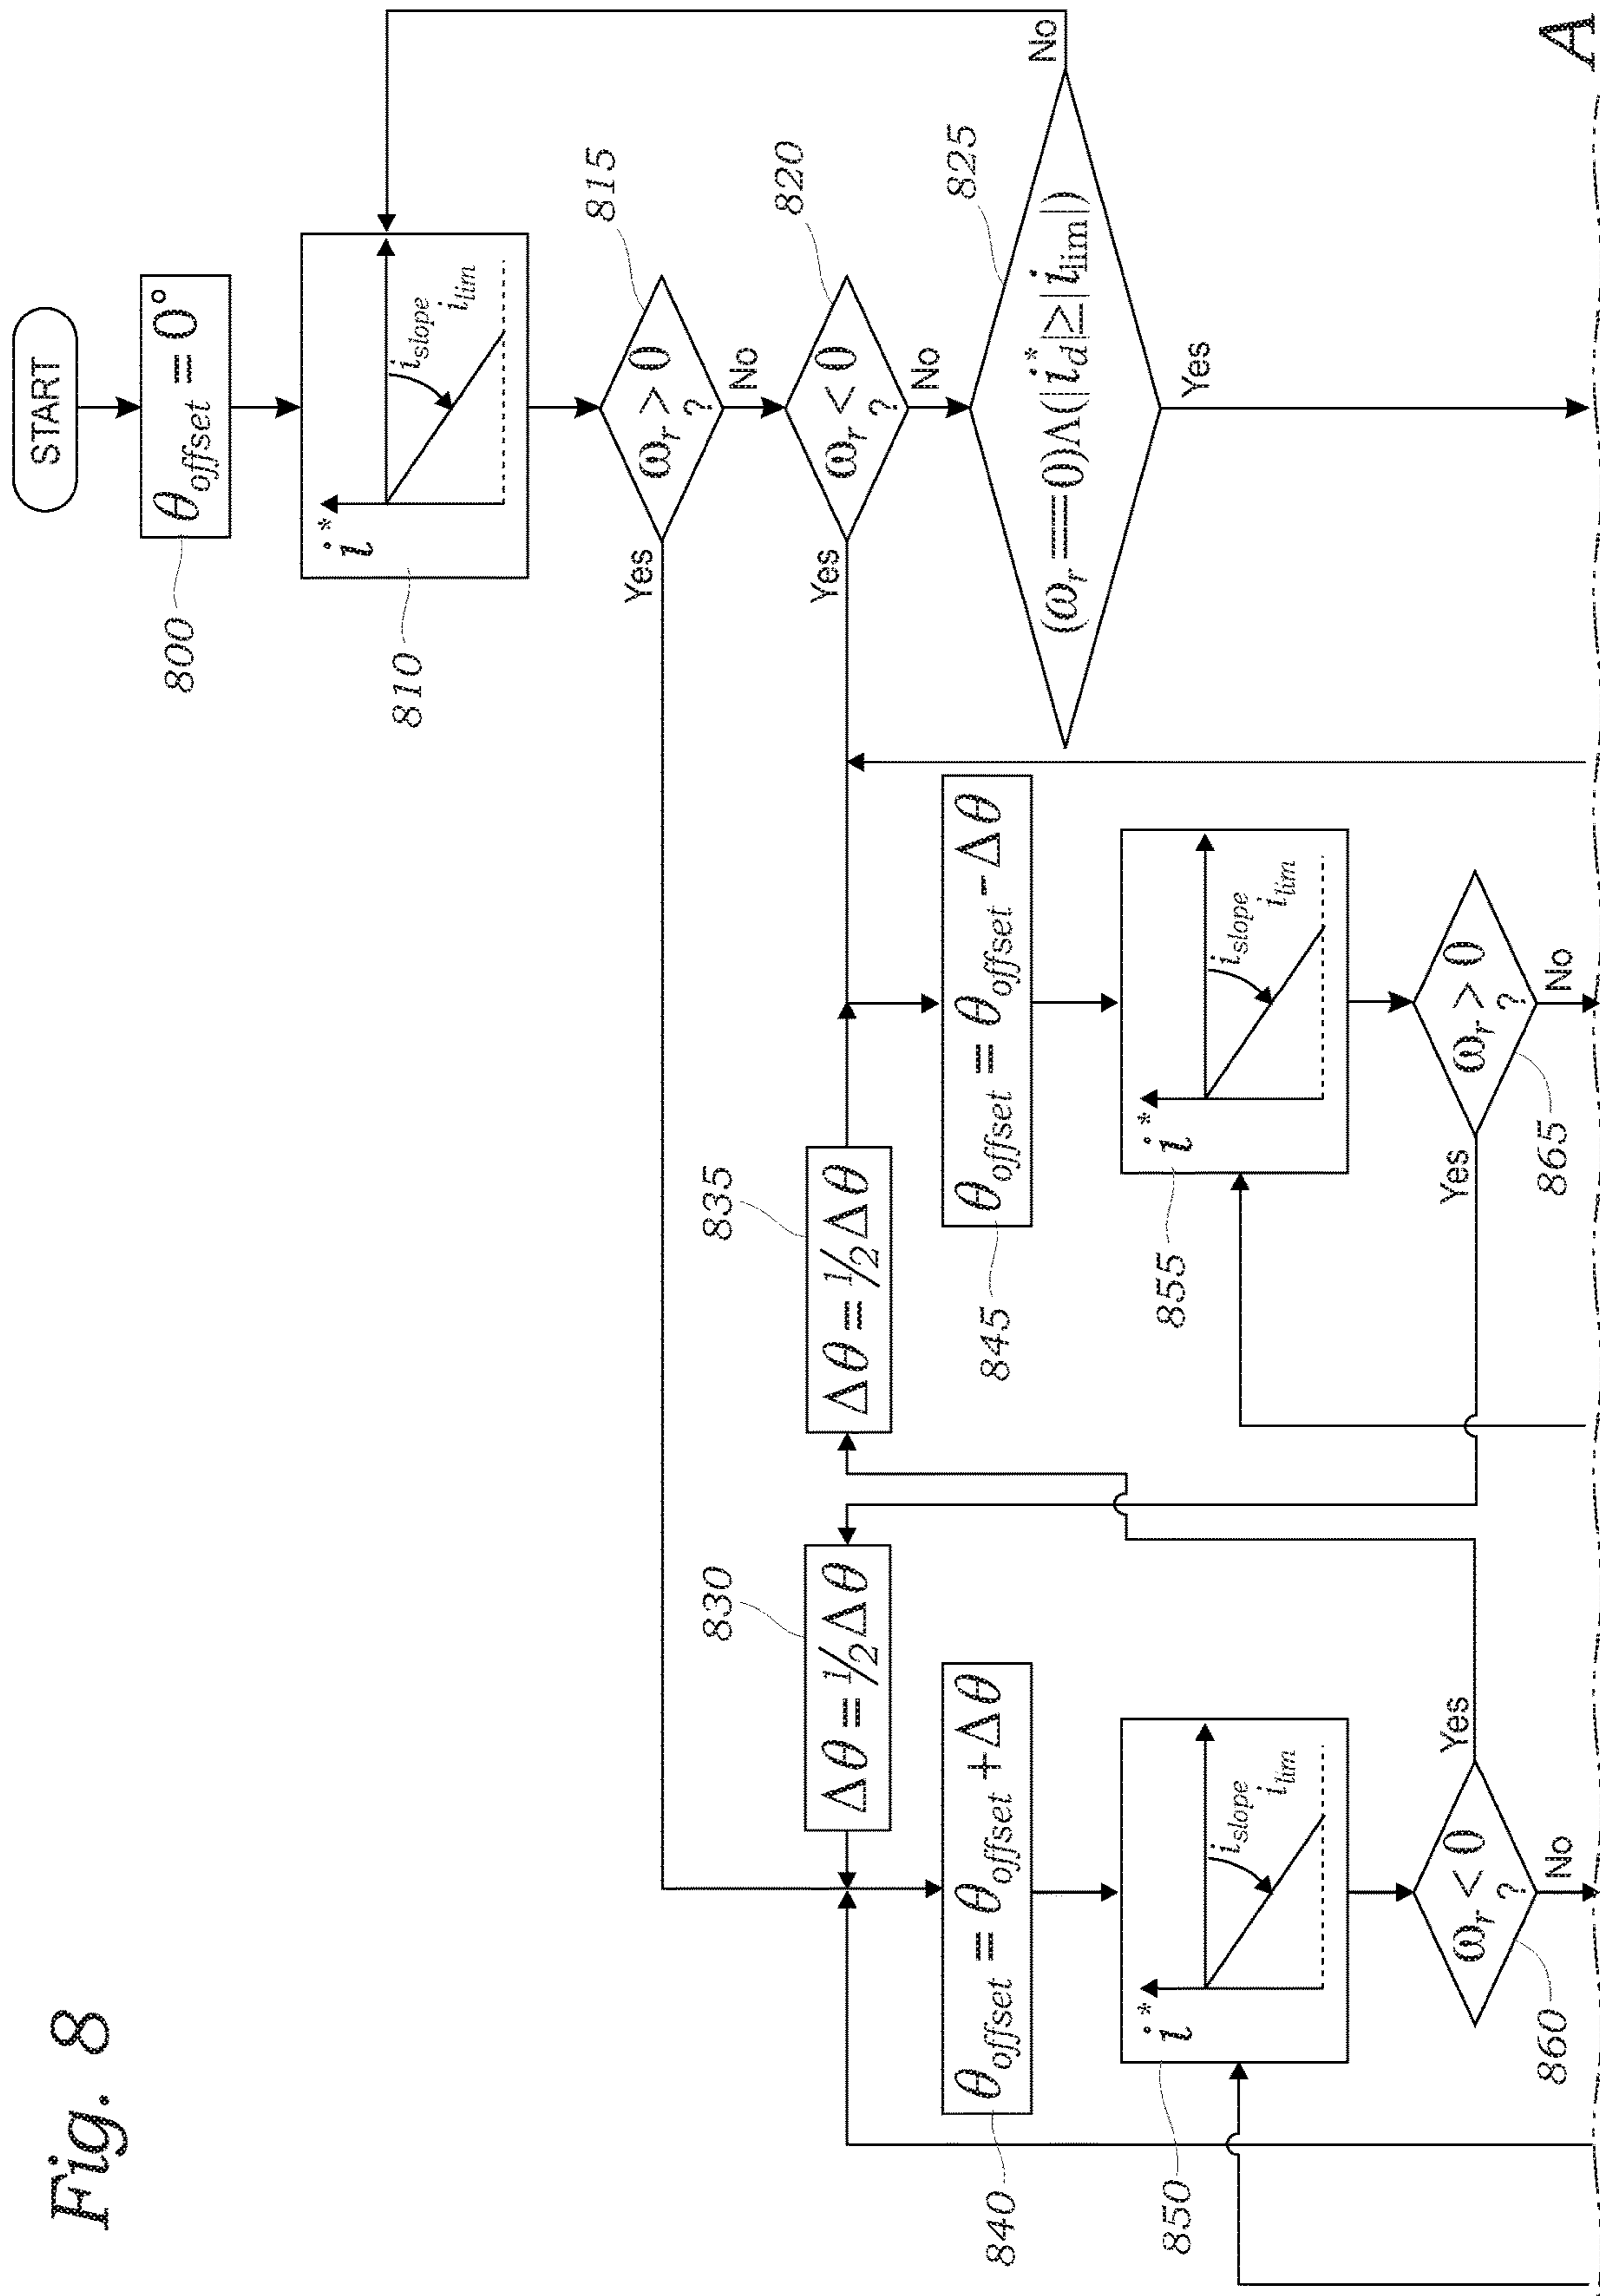 Fig. 8
START
800
θoffset = 0°
810
i*
islope
ilim
815
ωr > 0
?
Yes
No
820
ωr < 0
?
Yes
No
825
(ωr == 0)Λ(|i*d|≥|ilim|)
No
Yes
830
Δθ = ½Δθ
835
Δθ = ½Δθ
840
θoffset = θoffset + Δθ
845
θoffset = θoffset - Δθ
850
i*
islope
ilim
855
i*
islope
ilim
860
ωr < 0
?
Yes
No
865
ωr > 0
?
Yes
No
A